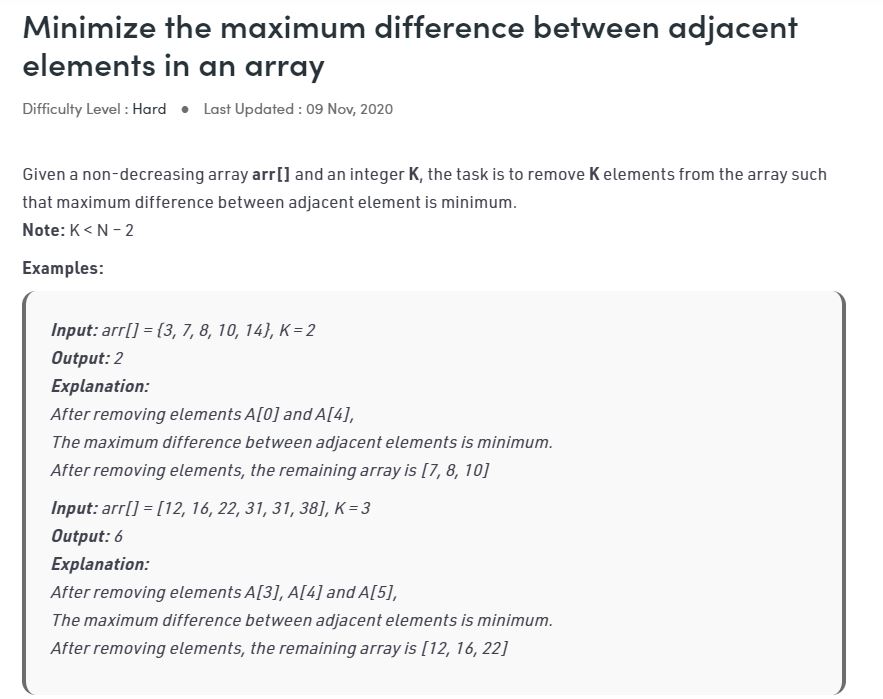 Minimize the maximum difference between adjacent
elements in an array
Difficulty Level : Hard ● Last Updated : 09 Nov, 2020
Given a non-decreasing array arr[] and an integer K, the task is to remove K elements from the array such
that maximum difference between adjacent element is minimum.
Note: K < N – 2
Examples:
Input: arr[] = {3, 7, 8, 10, 14}, K = 2
Output: 2
Explanation:
After removing elements A[0] and A[4],
The maximum difference between adjacent elements is minimum.
After removing elements, the remaining array is [7, 8, 10]
Input: arr[] = [12, 16, 22, 31, 31, 38], K = 3
Output: 6
Explanation:
After removing elements A[3], A[4] and A[5],
The maximum difference between adjacent elements is minimum.
After removing elements, the remaining array is [12, 16, 22]